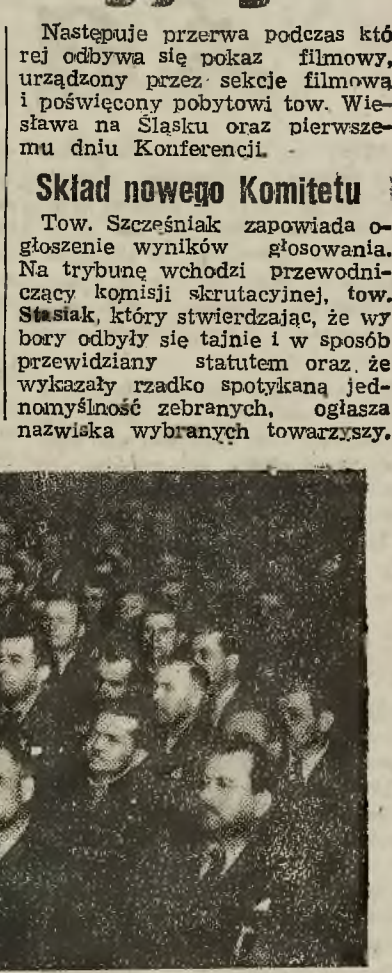 Następuje przerwa podczas któ
rej odbywa się pokaz filmowy,
urządzony przez sekcje filmową
i poświęcony pobytowi tow. Wie-
sława na Śląsku oraz pierwsze-
mu dniu Konferencji.
Skład nowego Komitetu
Tow. Szcześniak zapowiada o-
głoszenie wyników głosowania.
Na trybunę wchodzi przewodni-
czący komisji skrutacyjnej, tow.
Stasiak, który stwierdzając, że wy
bory odbyły się tajnie i w sposób
przewidziany statutem oraz że
wykazały rzadko spotykaną jed-
nomyślność zebranych, ogłasza
nazwiska wybranych towarzyszy.